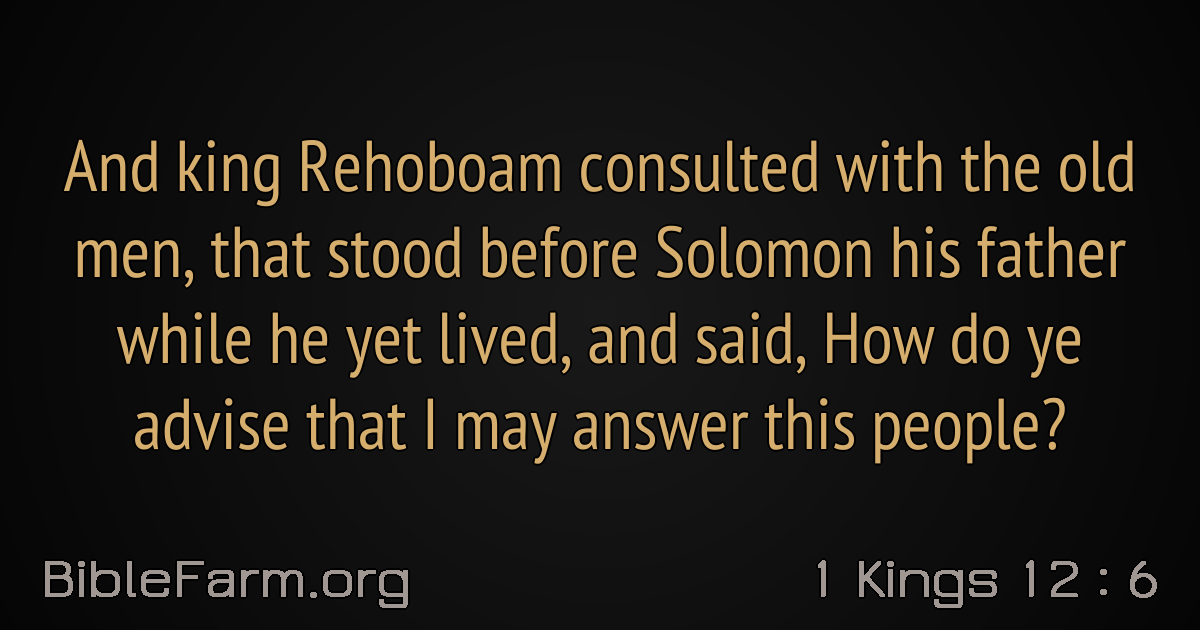 And king Rehoboam consulted with the old
men, that stood before Solomon his father
while he yet lived, and said, How do ye
advise that I may answer this people?
BibleFarm.org
1 Kings 12 : 6